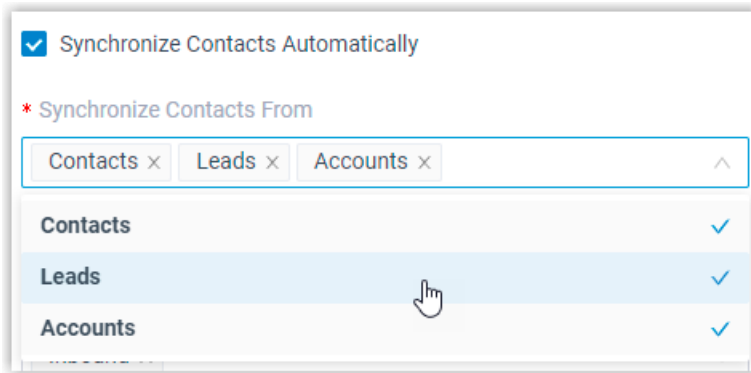 Synchronize Contacts Automatically
* Synchronize Contacts From
Contacts × Leads × Accounts ×
Contacts
Leads
Accounts